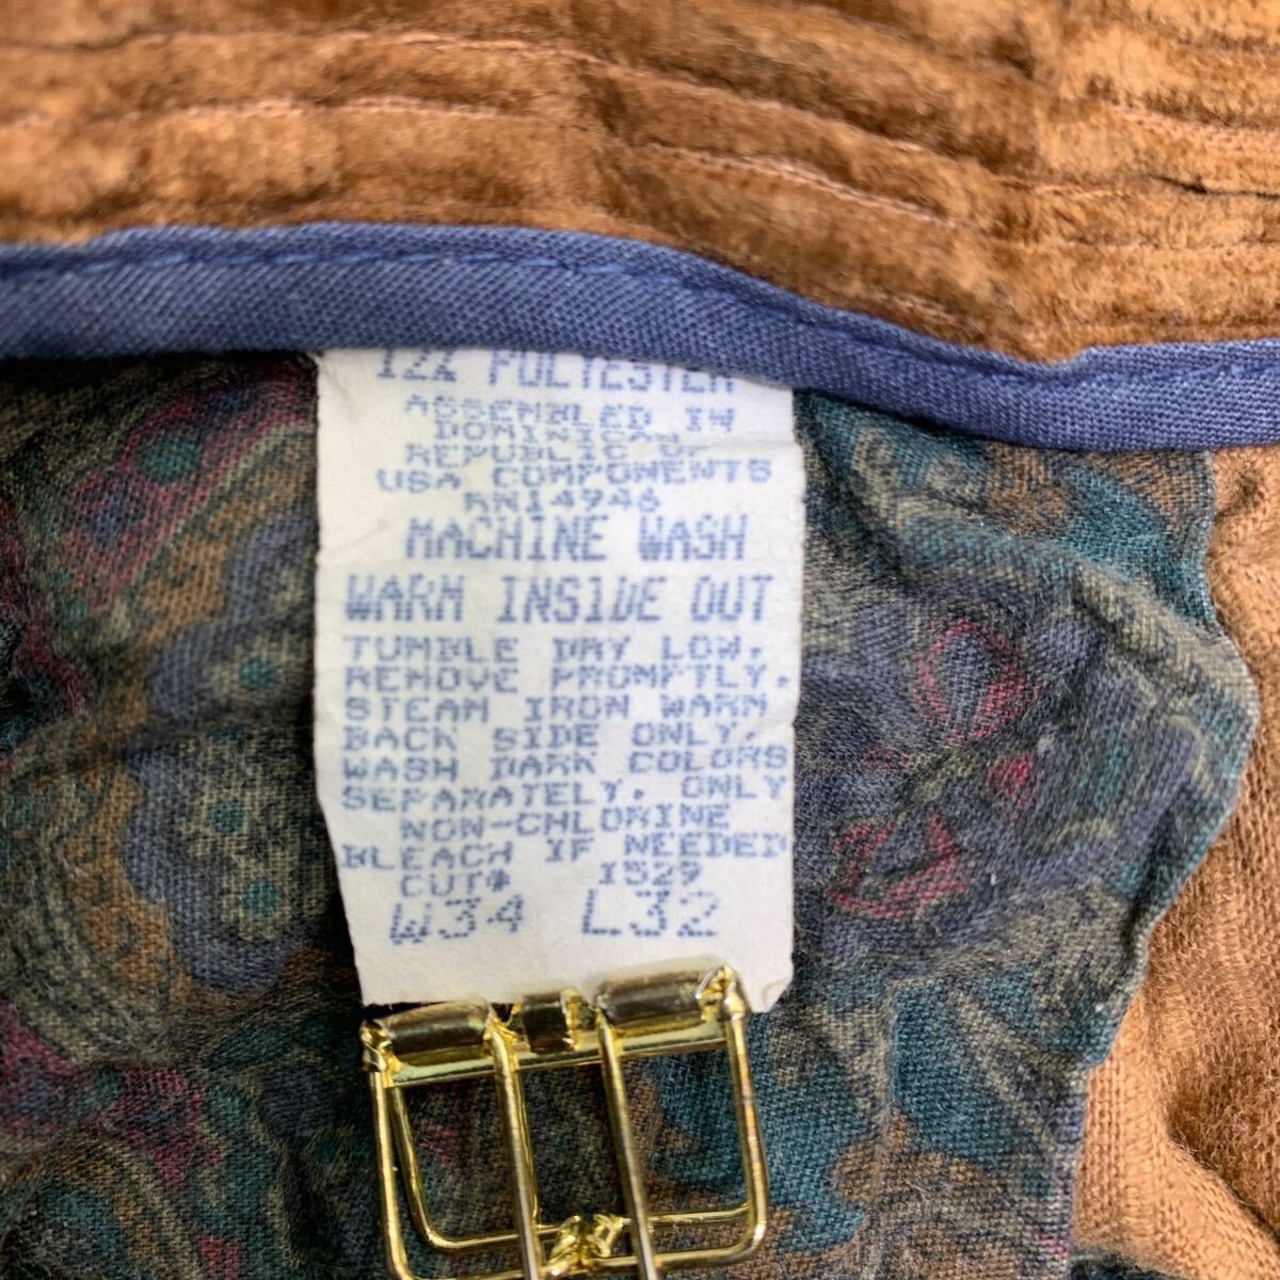 12% POLYESTER
ASSEMBLED IN
DOMINICAN
REPUBLIC OF
USA COMPONENTS
RN14946
MACHINE WASH
WARM INSIDE OUT
TUMBLE DRY LOW.
REMOVE PROMPTLY.
STEAM IRON WARM
BACK SIDE ONLY.
WASH DARK COLORS
SEPARATELY. ONLY
NON-CHLORINE
BLEACH IF NEEDED
CUT# 1529
W34 L32